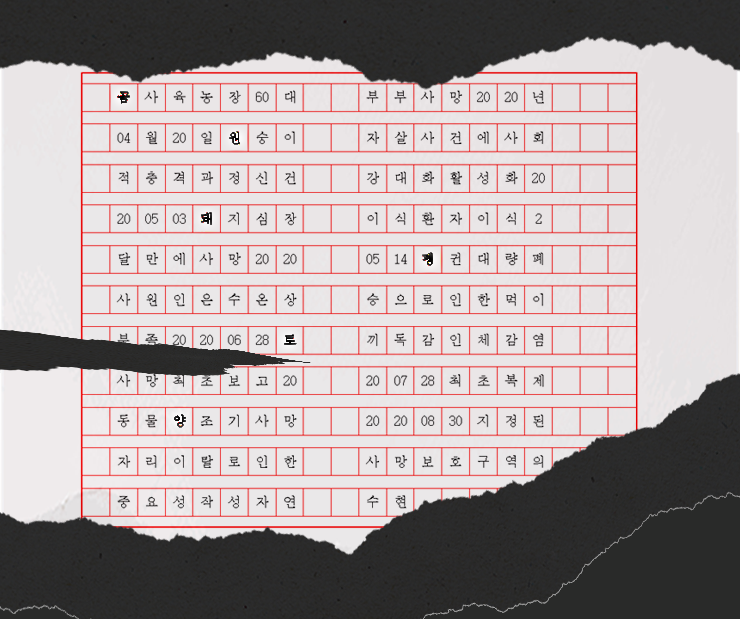 곰 사 육 농 장 60 대 부 부 사 망 20 20 년
04 월 20 일 원 숭 이 자 살 사 건 에 사 회
적 충 격 과 정 신 건 강 대 화 활 성 화 20
20 05 03 돼 지 심 장 이 식 환 자 이 식 2
달 만 에 사 망 20 20 05 14 펭 귄 대 량 폐
사 원 인 은 수 온 상 승 으 로 인 한 먹 이
부 족 20 20 06 28 토 끼 독 감 인 체 감 염
사 망 최 초 보 고 20 20 07 28 최 초 복 제
동 물 양 조 기 사 망 20 20 08 30 지 정 된
자 리 이 탈 로 인 한 사 망 보 호 구 역 의
중 요 성 작 성 자 연 수 현